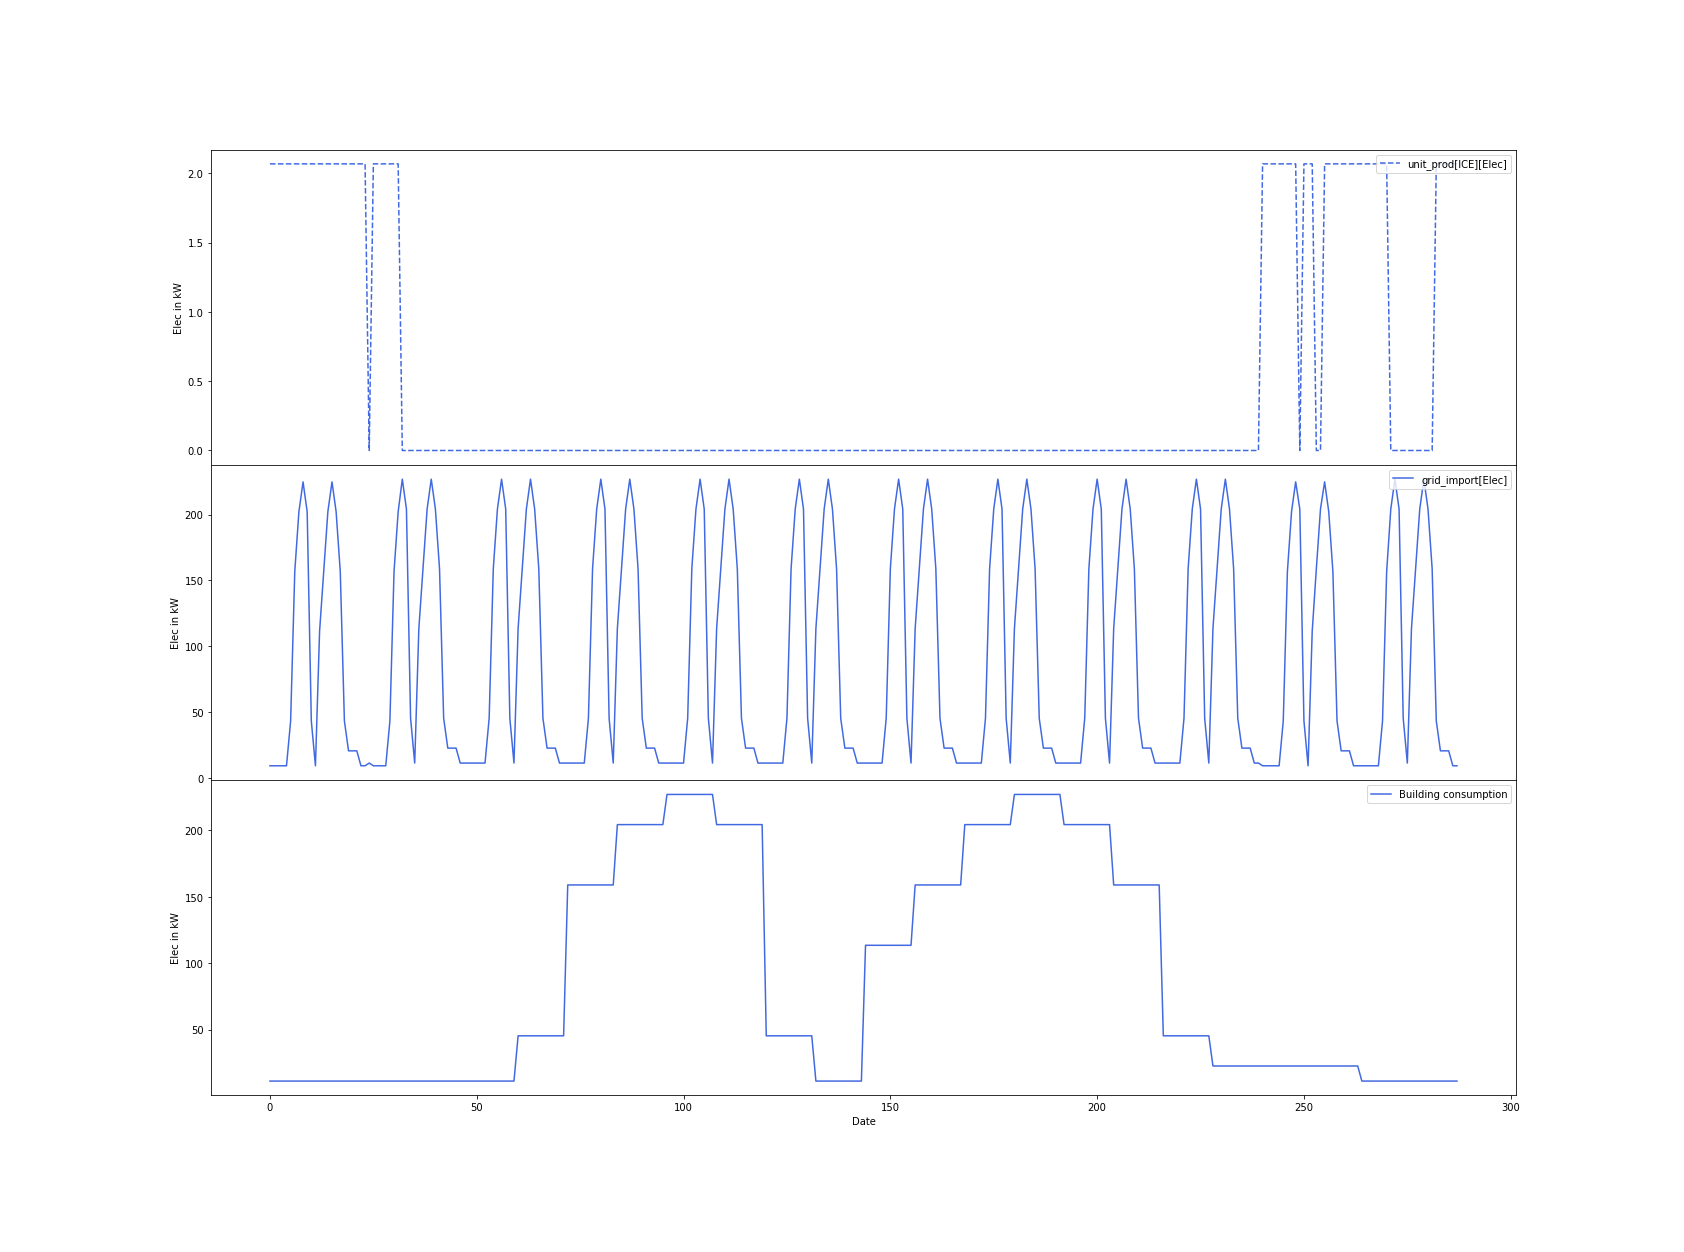 unit_prod[ICE][Elec]
2.0
1.5
1.0
0.5
0.0
Elec in kW
grid_import[Elec]
200
150
100
50
0
Elec in kW
Building consumption
200
150
100
50
Elec in kW
0 50 100 150 200 250 300
Date